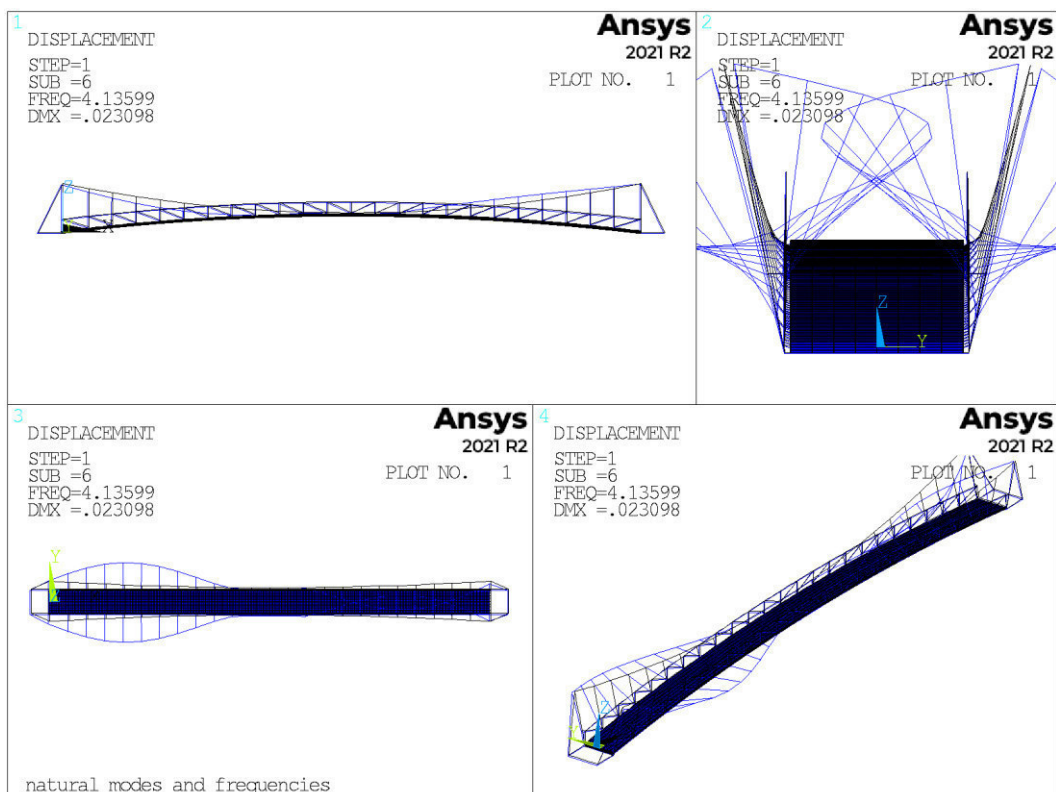 1
DISPLACEMENT
STEP=1
SUB =6
FREQ=4.13599
DMX =.023098
Ansys
2021 R2
PLOT NO. 1
Z
X
2
DISPLACEMENT
STEP=1
SUB =6
FREQ=4.13599
DMX =.023098
Ansys
2021 R2
PLOT NO. 1
Z
Y
3
DISPLACEMENT
STEP=1
SUB =6
FREQ=4.13599
DMX =.023098
Ansys
2021 R2
PLOT NO. 1
Y
natural modes and frequencies
4
DISPLACEMENT
STEP=1
SUB =6
FREQ=4.13599
DMX =.023098
Ansys
2021 R2
PLOT NO. 1
Z
Y